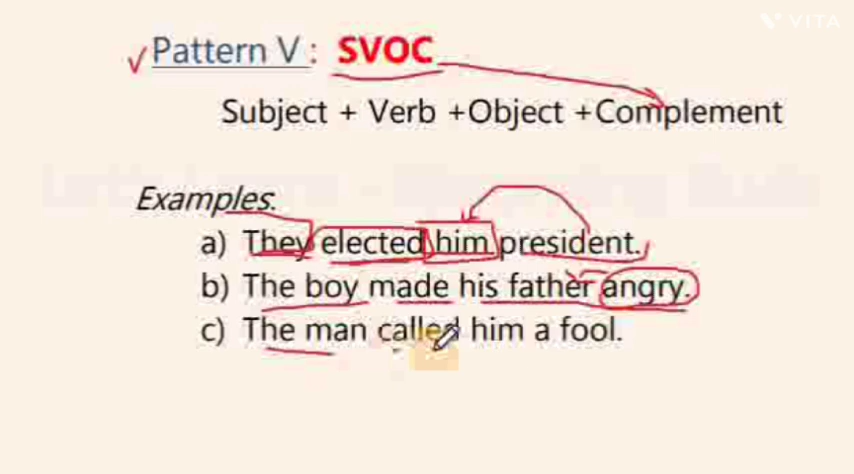 VITA
Pattern V : SVOC
Subject + Verb +Object +Complement
Examples.
a) They elected him president.
b) The boy made his father angry.
c) The man called him a fool.